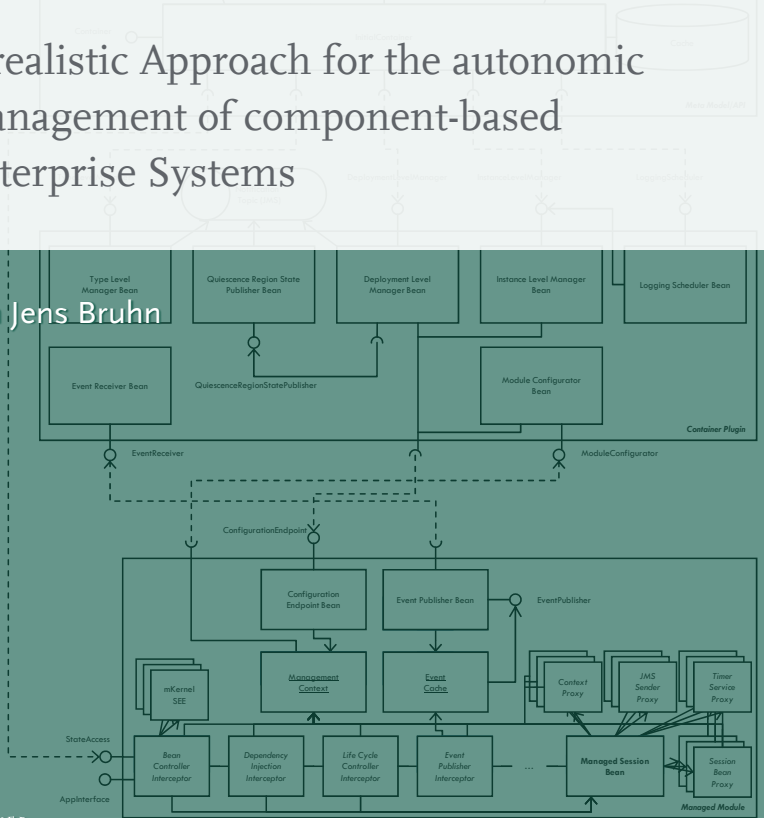 realistic Approach for the autonomic
anagement of component-based
terprise Systems
Type Level
Manager Bean
Quiescence Region State
Publisher Bean
Deployment Level
Manager Bean
Instance Level Manager
Bean
Logging Scheduler Bean
Jens Bruhn
Event Receiver Bean
QuiescenceRegionStatePublisher
Module Configurator
Bean
Container Plugin
EventReceiver
ModuleConfigurator
ConfigurationEndpoint
Configuration
Endpoint Bean
Event Publisher Bean
EventPublisher
mKernel
SEE
Management
Context
Event
Cache
Context
Proxy
JMS
Sender
Proxy
Timer
Service
Proxy
StateAccess
AppInterface
Bean
Controller
Interceptor
Dependency
Injection
Interceptor
Life Cycle
Controller
Interceptor
Event
Publisher
Interceptor
...
Managed Session
Bean
Session
Bean
Proxy
Managed Module